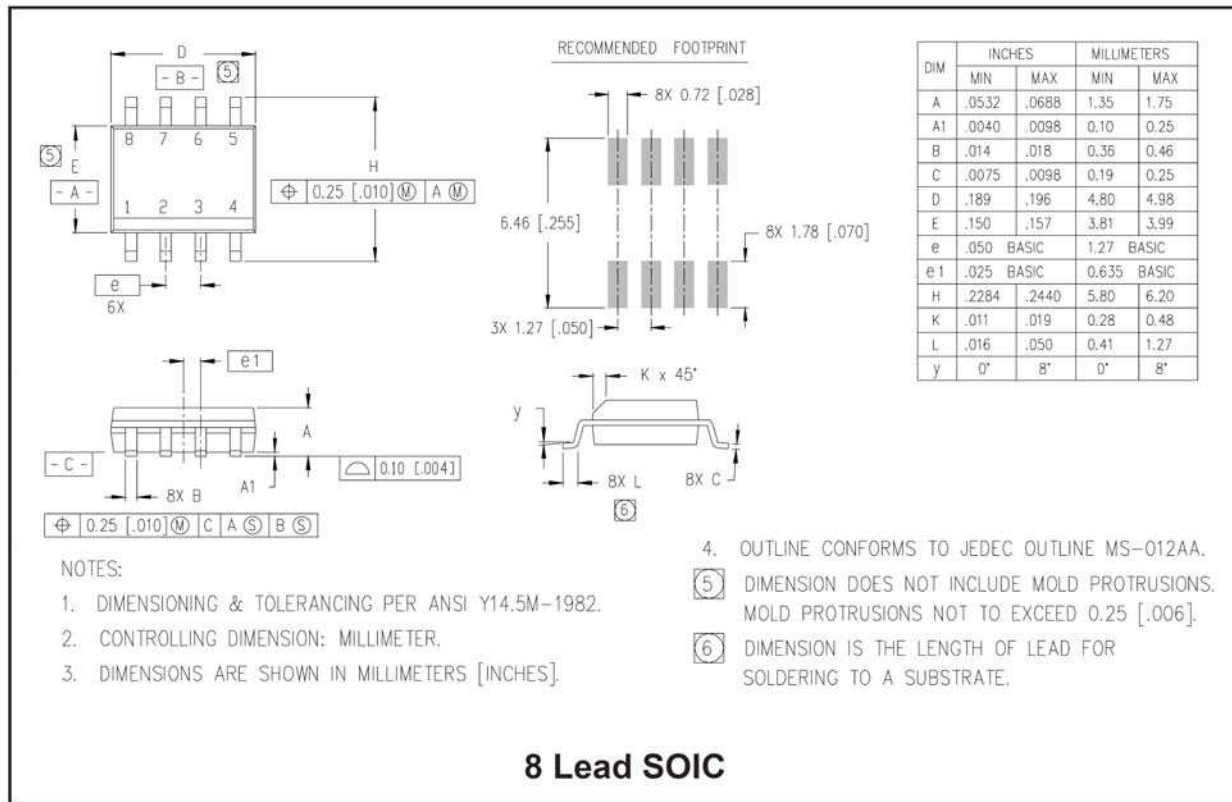 D
- B -
5
8 7 6 5
5
E
- A -
H
⌖ 0.25 [.010] Ⓜ A Ⓜ
1 2 3 4
e
6X
RECOMMENDED FOOTPRINT
8X 0.72 [.028]
6.46 [.255]
8X 1.78 [.070]
3X 1.27 [.050]
DIM INCHES MILLIMETERS
MIN MAX MIN MAX
A .0532 .0688 1.35 1.75
A1 .0040 .0098 0.10 0.25
B .014 .018 0.36 0.46
C .0075 .0098 0.19 0.25
D .189 .196 4.80 4.98
E .150 .157 3.81 3.99
e .050 BASIC 1.27 BASIC
e1 .025 BASIC 0.635 BASIC
H .2284 .2440 5.80 6.20
K .011 .019 0.28 0.48
L .016 .050 0.41 1.27
y 0° 8° 0° 8°
e1
A
- C -
A1
8X B
⌓ 0.10 [.004]
⌖ 0.25 [.010] Ⓜ C A Ⓢ B Ⓢ
K x 45°
y
8X L
8X C
6
NOTES:
1. DIMENSIONING & TOLERANCING PER ANSI Y14.5M-1982.
2. CONTROLLING DIMENSION: MILLIMETER.
3. DIMENSIONS ARE SHOWN IN MILLIMETERS [INCHES].
4. OUTLINE CONFORMS TO JEDEC OUTLINE MS-012AA.
5 DIMENSION DOES NOT INCLUDE MOLD PROTRUSIONS.
MOLD PROTRUSIONS NOT TO EXCEED 0.25 [.006].
6 DIMENSION IS THE LENGTH OF LEAD FOR
SOLDERING TO A SUBSTRATE.
8 Lead SOIC